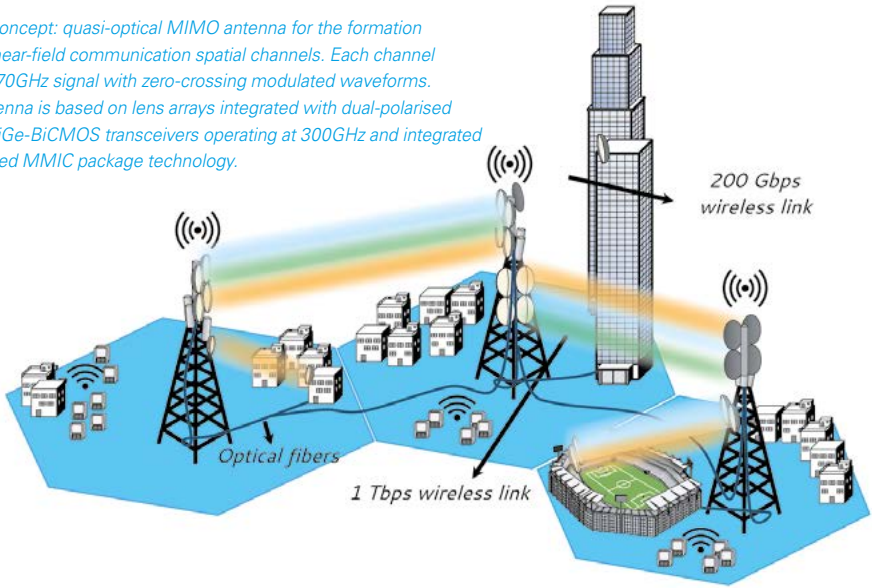 oncept: quasi-optical MIMO antenna for the formation
near-field communication spatial channels. Each channel
70GHz signal with zero-crossing modulated waveforms.
enna is based on lens arrays integrated with dual-polarised
iGe-BiCMOS transceivers operating at 300GHz and integrated
ed MMIC package technology.
200 Gbps
wireless link
Optical fibers
1 Tbps wireless link